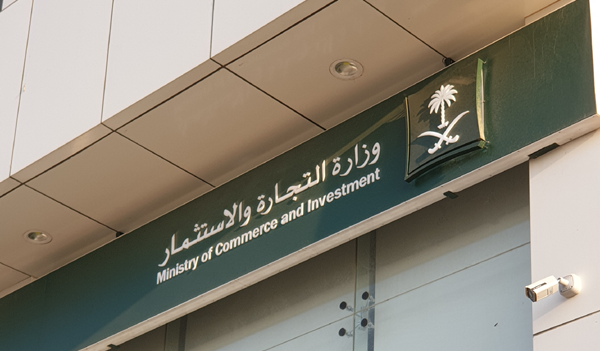 وزارة التجارة والاستثمار
Ministry of Commerce and Investment